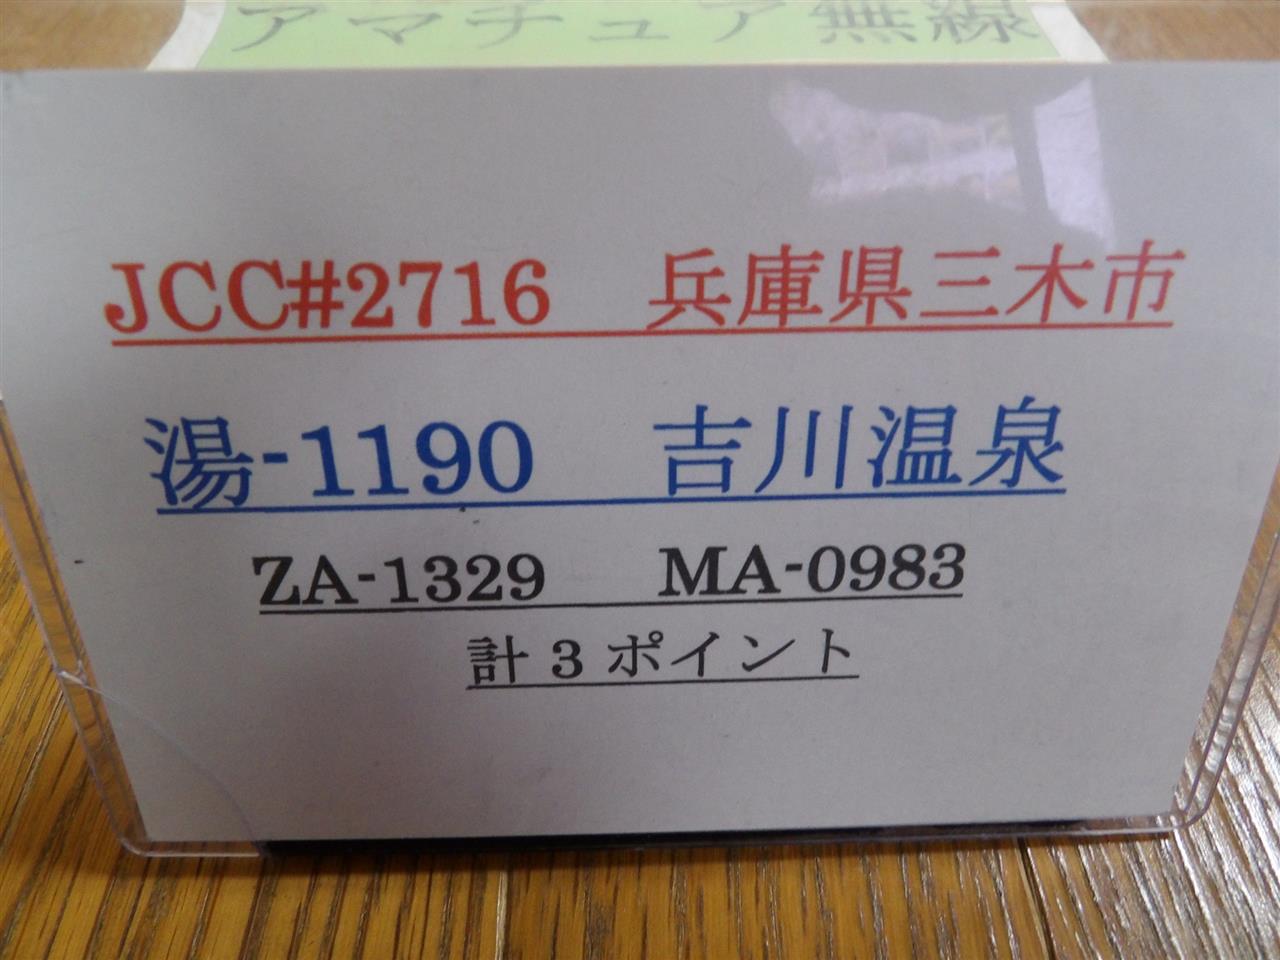 アマチュア無線
JCC#2716　兵庫県三木市
湯-1190　吉川温泉
ZA-1329　MA-0983
計 3 ポイント